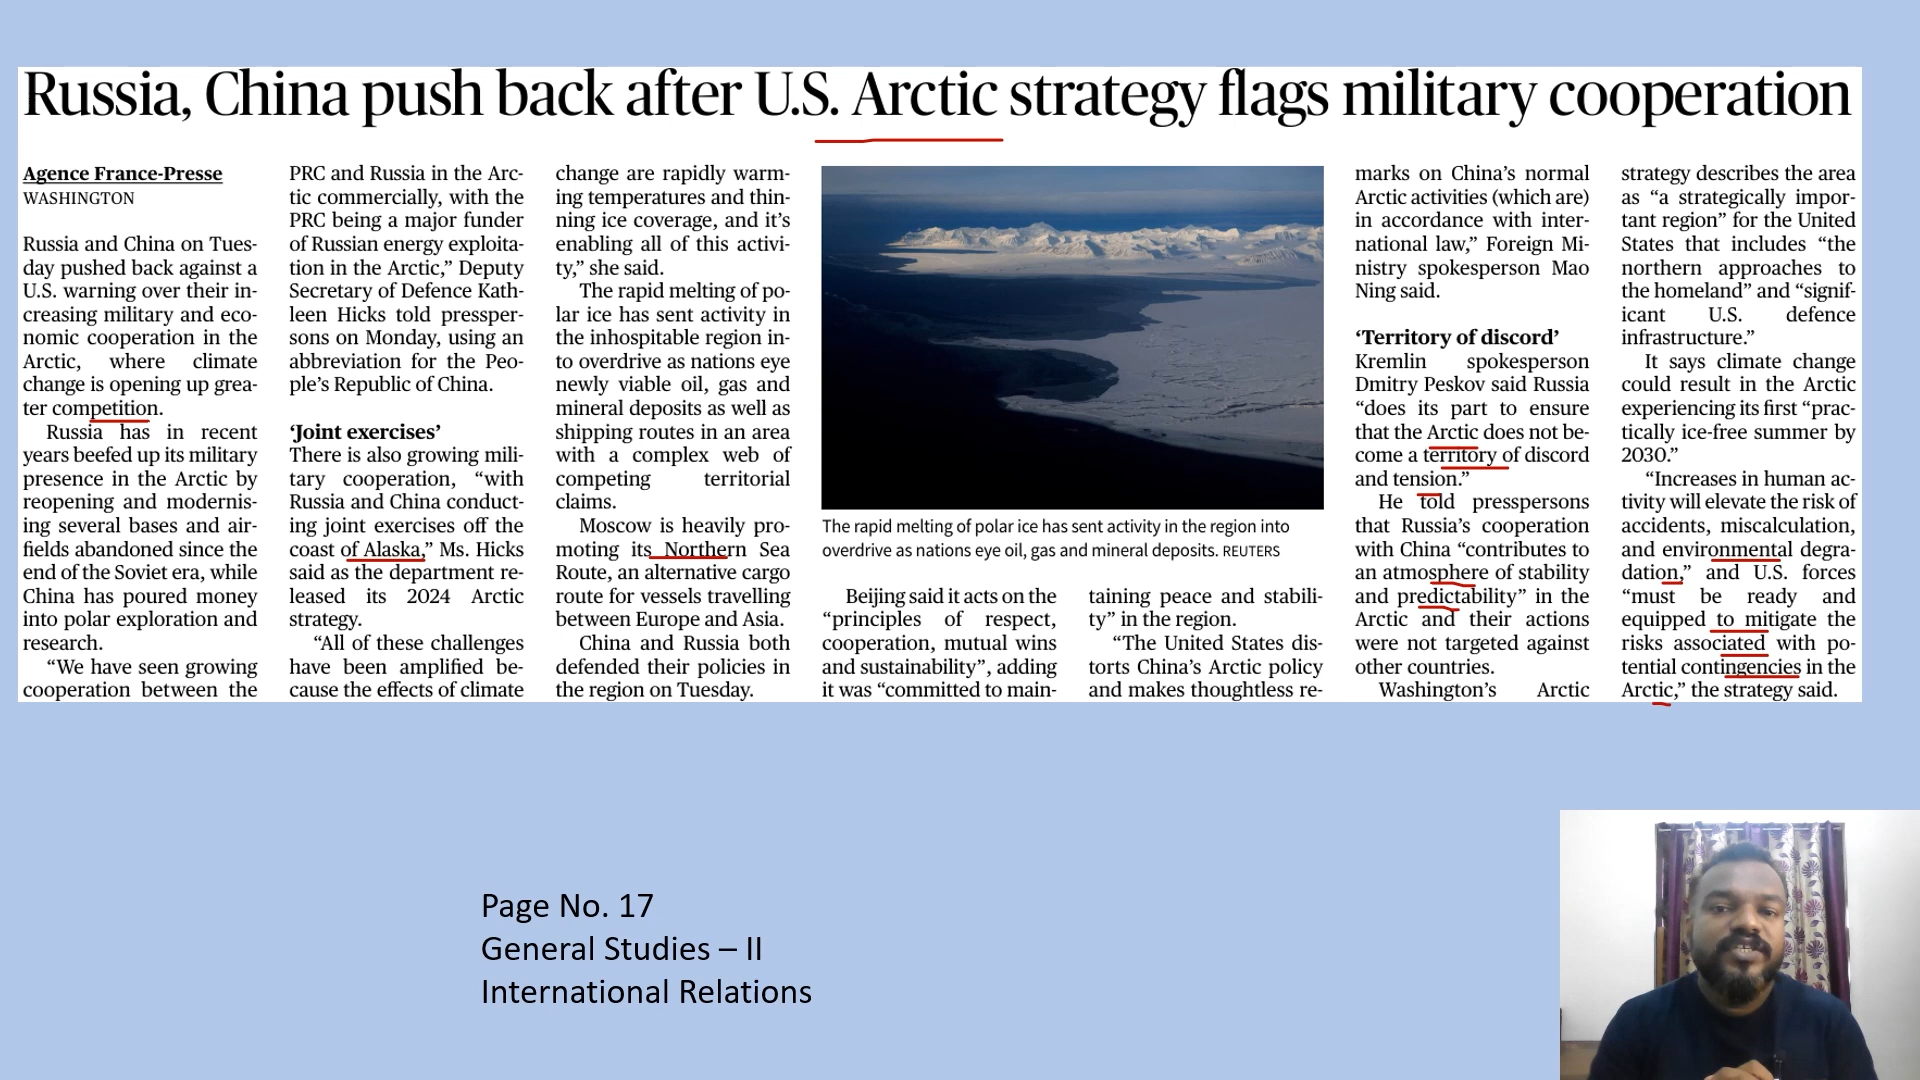 Russia, China push back after U.S. Arctic strategy flags military cooperation
Agence France-Presse
WASHINGTON
Russia and China on Tues-
day pushed back against a
U.S. warning over their in-
creasing military and eco-
nomic cooperation in the
Arctic, where climate
change is opening up grea-
ter competition.
Russia has in recent
years beefed up its military
presence in the Arctic by
reopening and modernis-
ing several bases and air-
fields abandoned since the
end of the Soviet era, while
China has poured money
into polar exploration and
research.
“We have seen growing
cooperation between the
PRC and Russia in the Arc-
tic commercially, with the
PRC being a major funder
of Russian energy exploita-
tion in the Arctic,” Deputy
Secretary of Defence Kath-
leen Hicks told pressper-
sons on Monday, using an
abbreviation for the Peo-
ple’s Republic of China.
‘Joint exercises’
There is also growing mili-
tary cooperation, “with
Russia and China conduct-
ing joint exercises off the
coast of Alaska,” Ms. Hicks
said as the department re-
leased its 2024 Arctic
strategy.
“All of these challenges
have been amplified be-
cause the effects of climate
change are rapidly warm-
ing temperatures and thin-
ning ice coverage, and it’s
enabling all of this activi-
ty,” she said.
The rapid melting of po-
lar ice has sent activity in
the inhospitable region in-
to overdrive as nations eye
newly viable oil, gas and
mineral deposits as well as
shipping routes in an area
with a complex web of
competing territorial
claims.
Moscow is heavily pro-
moting its Northern Sea
Route, an alternative cargo
route for vessels travelling
between Europe and Asia.
China and Russia both
defended their policies in
the region on Tuesday.
The rapid melting of polar ice has sent activity in the region into
overdrive as nations eye oil, gas and mineral deposits. REUTERS
Beijing said it acts on the
“principles of respect,
cooperation, mutual wins
and sustainability”, adding
it was “committed to main-
taining peace and stabili-
ty” in the region.
“The United States dis-
torts China’s Arctic policy
and makes thoughtless re-
marks on China’s normal
Arctic activities (which are)
in accordance with inter-
national law,” Foreign Mi-
nistry spokesperson Mao
Ning said.
‘Territory of discord’
Kremlin spokesperson
Dmitry Peskov said Russia
“does its part to ensure
that the Arctic does not be-
come a territory of discord
and tension.”
He told presspersons
that Russia’s cooperation
with China “contributes to
an atmosphere of stability
and predictability” in the
Arctic and their actions
were not targeted against
other countries.
Washington’s Arctic
strategy describes the area
as “a strategically impor-
tant region” for the United
States that includes “the
northern approaches to
the homeland” and “signif-
icant U.S. defence
infrastructure.”
It says climate change
could result in the Arctic
experiencing its first “prac-
tically ice-free summer by
2030.”
“Increases in human ac-
tivity will elevate the risk of
accidents, miscalculation,
and environmental degra-
dation,” and U.S. forces
“must be ready and
equipped to mitigate the
risks associated with po-
tential contingencies in the
Arctic,” the strategy said.
Page No. 17
General Studies – II
International Relations